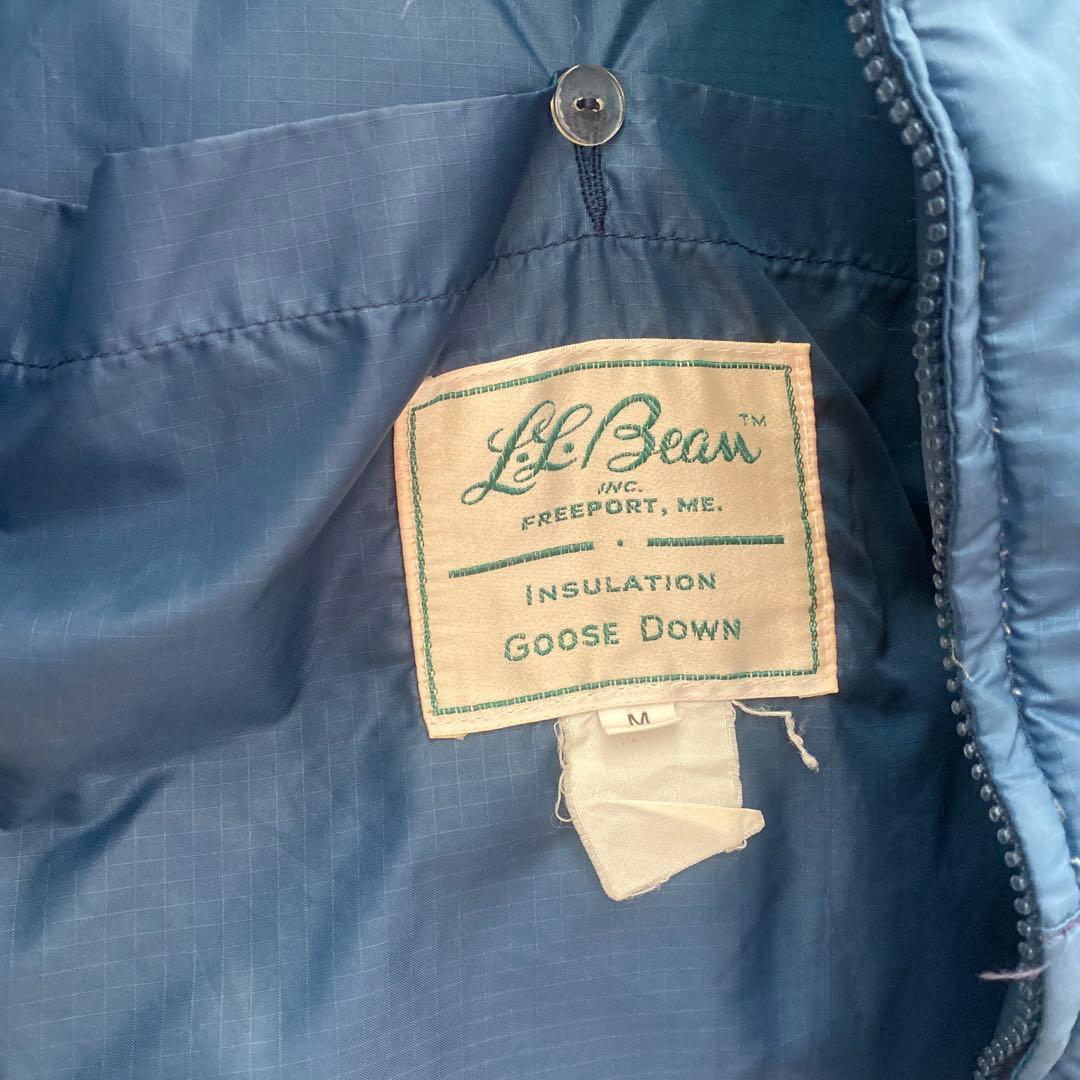 L.L. Bean™
INC.
FREEPORT, ME.
INSULATION
GOOSE DOWN
M